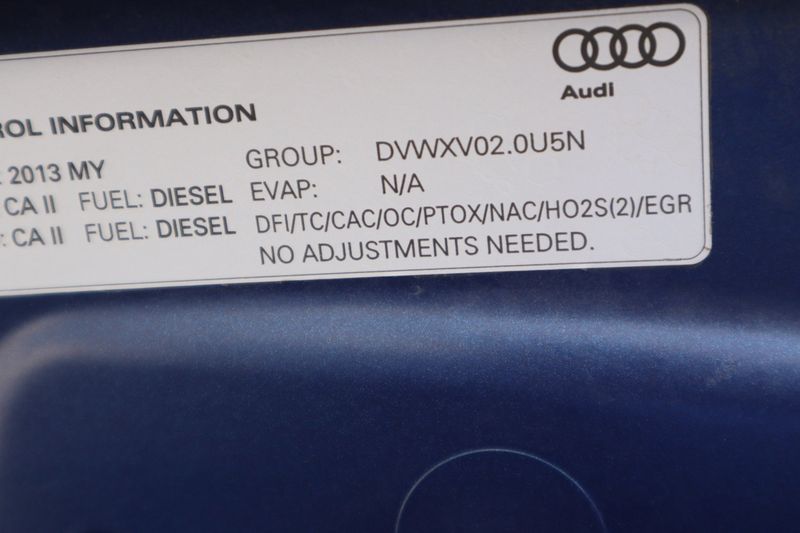 Audi
ROL INFORMATION
2013 MY
GROUP: DVWXV02.0U5N
CA II FUEL: DIESEL EVAP: N/A
: CA II FUEL: DIESEL DFI/TC/CAC/OC/PTOX/NAC/HO2S(2)/EGR
NO ADJUSTMENTS NEEDED.